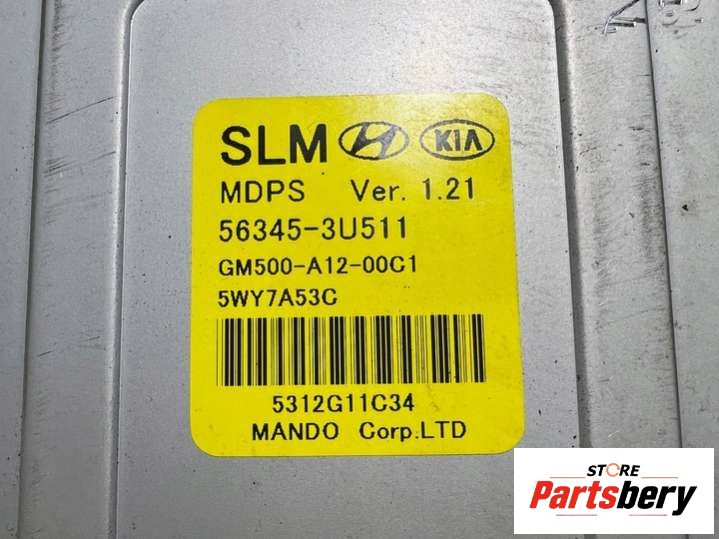 SLM KIA
MDPS Ver. 1.21
56345-3U511
GM500-A12-00C1
5WY7A53C
5312G11C34
MANDO Corp.LTD
STORE
Partsbery